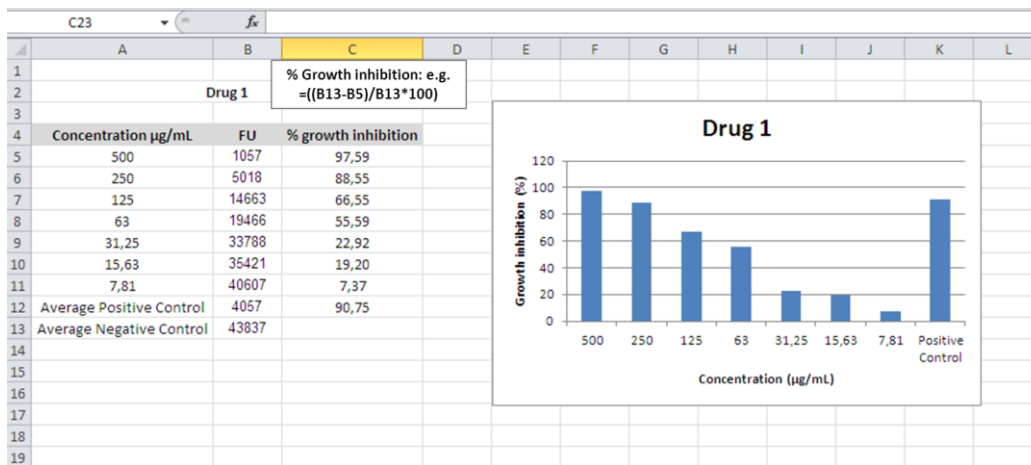 C23 fx
A B C D E F G H I J K L
1 % Growth inhibition: e.g.
2 Drug 1 =((B13-B5)/B13*100)
3
4 Concentration µg/mL FU % growth inhibition
5 500 1057 97,59
6 250 5018 88,55
7 125 14663 66,55
8 63 19466 55,59
9 31,25 33788 22,92
10 15,63 35421 19,20
11 7,81 40607 7,37
12 Average Positive Control 4057 90,75
13 Average Negative Control 43837
14
15
16
17
18
19
Drug 1
Growth inhibition (%)
120
100
80
60
40
20
0
500 250 125 63 31,25 15,63 7,81 Positive
Control
Concentration (µg/mL)